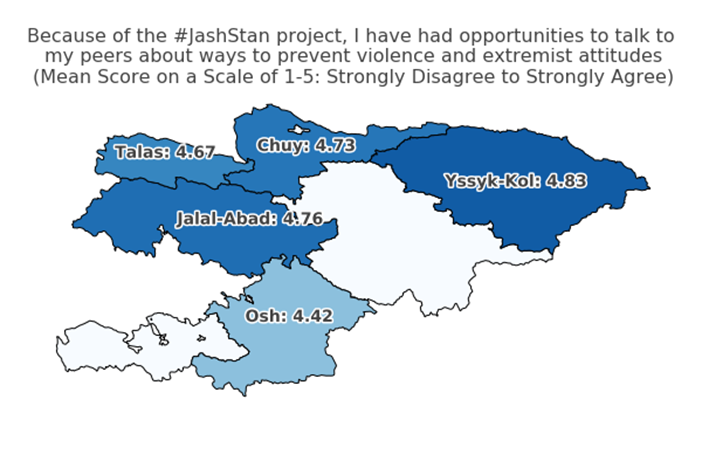 Because of the #JashStan project, I have had opportunities to talk to
my peers about ways to prevent violence and extremist attitudes
(Mean Score on a Scale of 1-5: Strongly Disagree to Strongly Agree)
Talas: 4.67
Chuy: 4.73
Yssyk-Kol: 4.83
Jalal-Abad: 4.76
Osh: 4.42